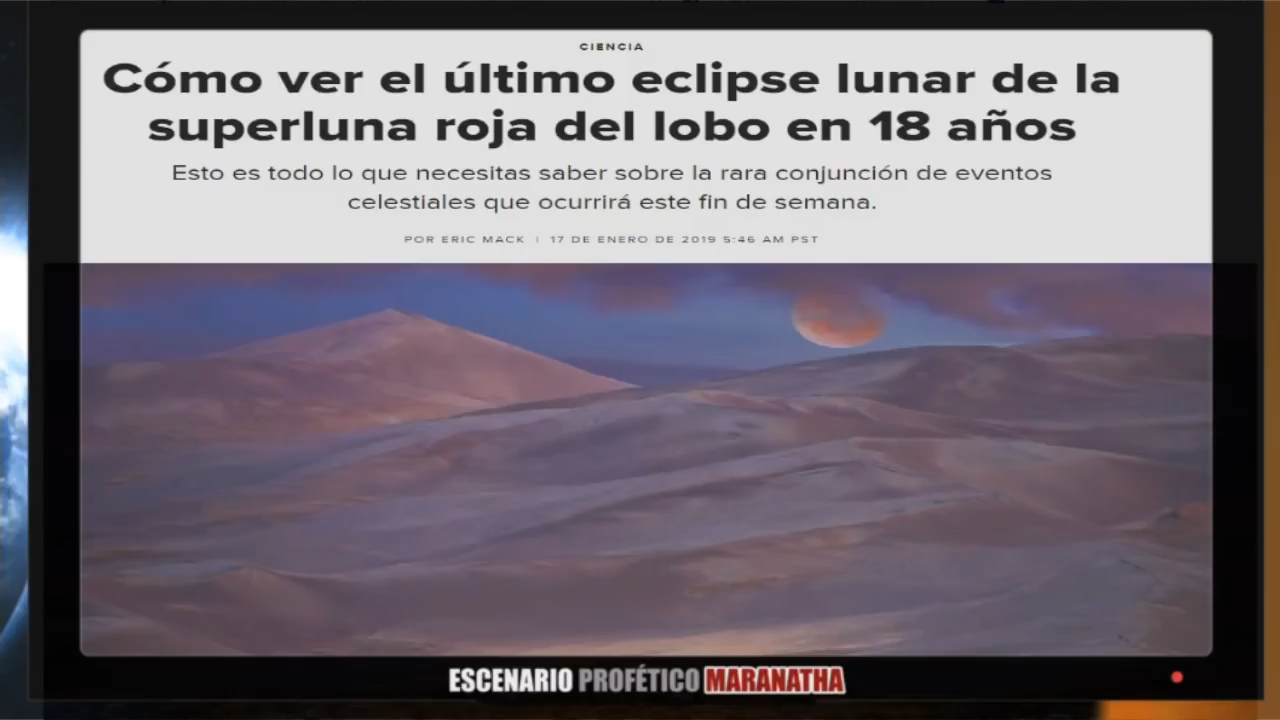 CIENCIA
Cómo ver el último eclipse lunar de la
superluna roja del lobo en 18 años
Esto es todo lo que necesitas saber sobre la rara conjunción de eventos
celestiales que ocurrirá este fin de semana.
POR ERIC MACK | 17 DE ENERO DE 2019 5:46 AM PST
ESCENARIO PROFÉTICO MARANATHA